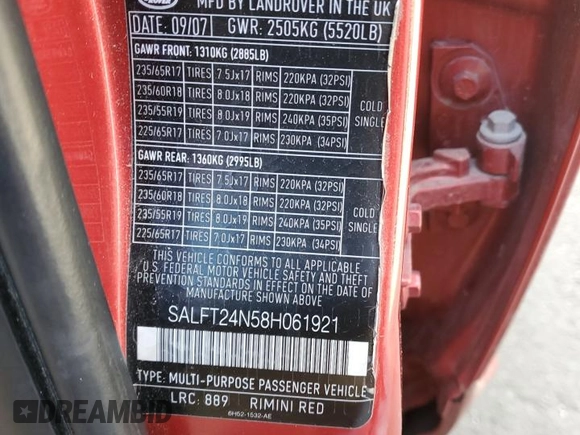 ROVER
MFD BY LANDROVER IN THE UK
DATE: 09/07 GWR: 2505KG (5520LB)
GAWR FRONT: 1310KG (2885LB)
235/65R17 TIRES 7.5Jx17 RIMS 220KPA (32PSI)
235/60R18 TIRES 8.0Jx18 RIMS 220KPA (32PSI)
235/55R19 TIRES 8.0Jx19 RIMS 240KPA (35PSI)
225/65R17 TIRES 7.0Jx17 RIMS 230KPA (34PSI)
COLD
SINGLE
GAWR REAR: 1360KG (2995LB)
235/65R17 TIRES 7.5Jx17 RIMS 220KPA (32PSI)
235/60R18 TIRES 8.0Jx18 RIMS 220KPA (32PSI)
235/55R19 TIRES 8.0Jx19 RIMS 240KPA (35PSI)
225/65R17 TIRES 7.0Jx17 RIMS 230KPA (34PSI)
COLD
SINGLE
THIS VEHICLE CONFORMS TO ALL APPLICABLE
U.S. FEDERAL MOTOR VEHICLE SAFETY AND THEFT
PREVENTION STANDARDS IN EFFECT ON THE DATE OF
MANUFACTURE SHOWN ABOVE
SALFT24N58H061921
TYPE: MULTI-PURPOSE PASSENGER VEHICLE
LRC: 889 RIMINI RED
6H52-1532-AE
DREAMBID